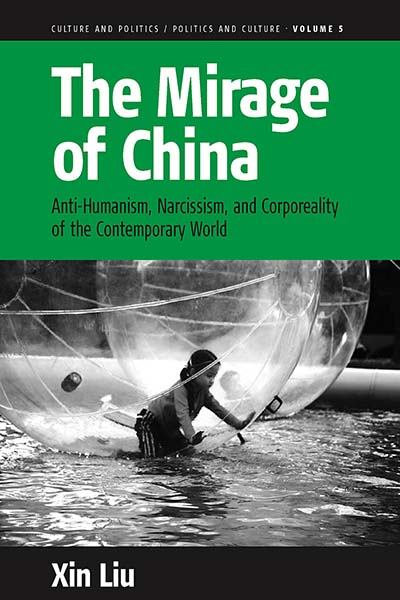 CULTURE AND POLITICS / POLITICS AND CULTURE · VOLUME 5
The Mirage
of China
Anti-Humanism, Narcissism, and Corporeality
of the Contemporary World
Xin Liu